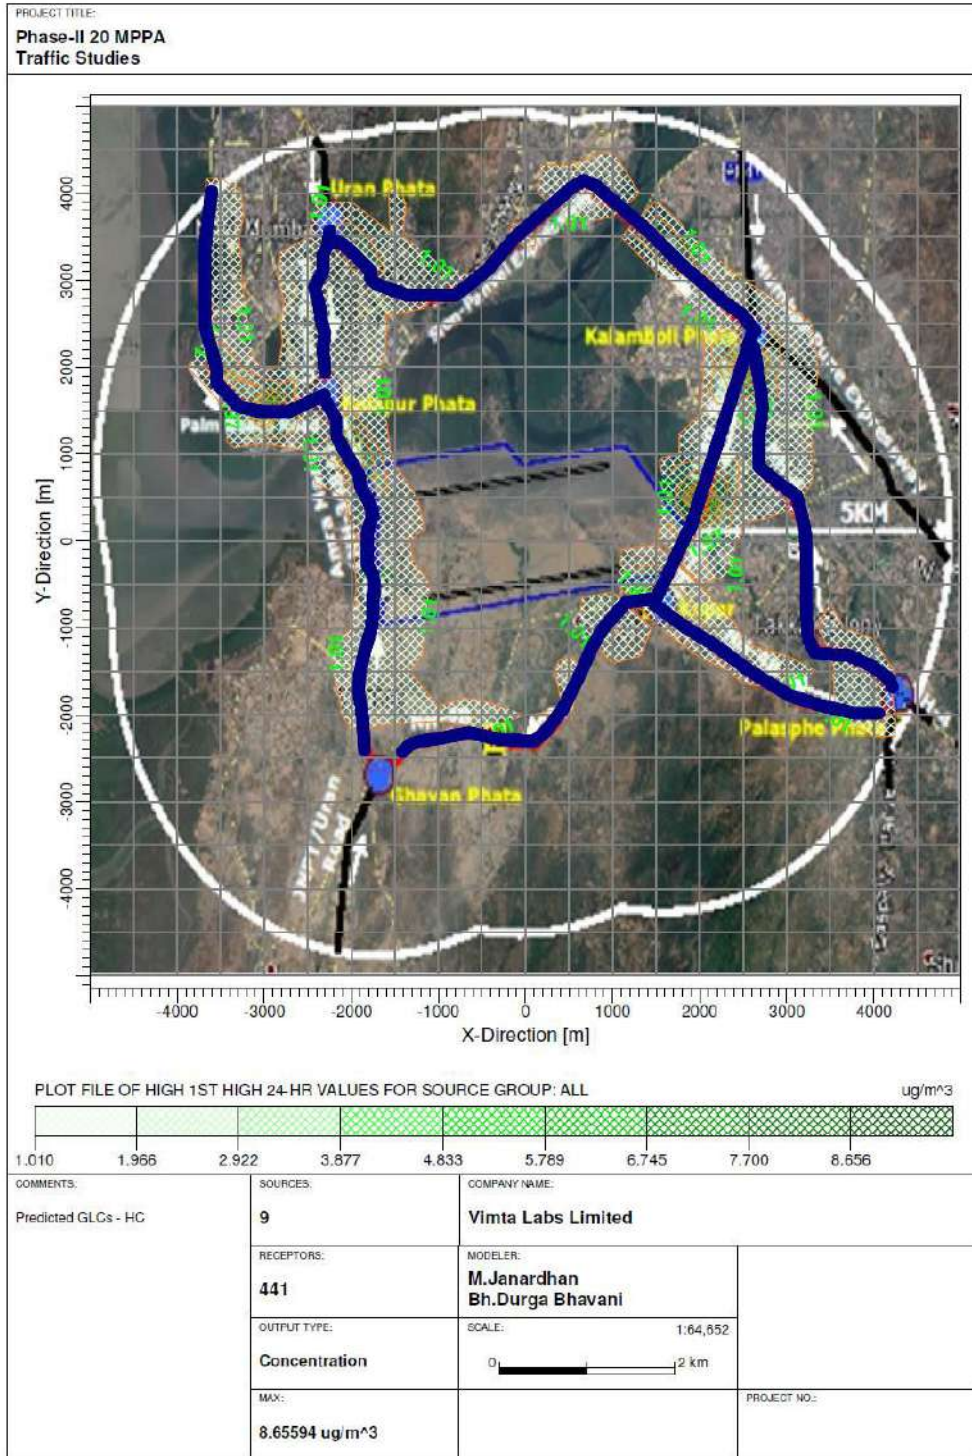 PROJECT TITLE:
Phase-II 20 MPPA
Traffic Studies
Uran Phata
Kalamboli Phata
5KM
Palasphe Phata
Ghavan Phata
Road
Y-Direction [m]
4000
3000
2000
1000
0
-1000
-2000
-3000
-4000
-4000
-3000
-2000
-1000
0
1000
2000
3000
4000
X-Direction [m]
PLOT FILE OF HIGH 1ST HIGH 24-HR VALUES FOR SOURCE GROUP: ALL
ug/m^3
1.010
1.966
2.922
3.877
4.833
5.789
6.745
7.700
8.656
COMMENTS:
Predicted GLCs - HC
SOURCES:
9
COMPANY NAME:
Vimta Labs Limited
RECEPTORS:
441
MODELER:
M.Janardhan
Bh.Durga Bhavani
OUTPUT TYPE:
Concentration
SCALE:
1:64,652
0
2 km
MAX:
8.65594 ug/m^3
PROJECT NO.: